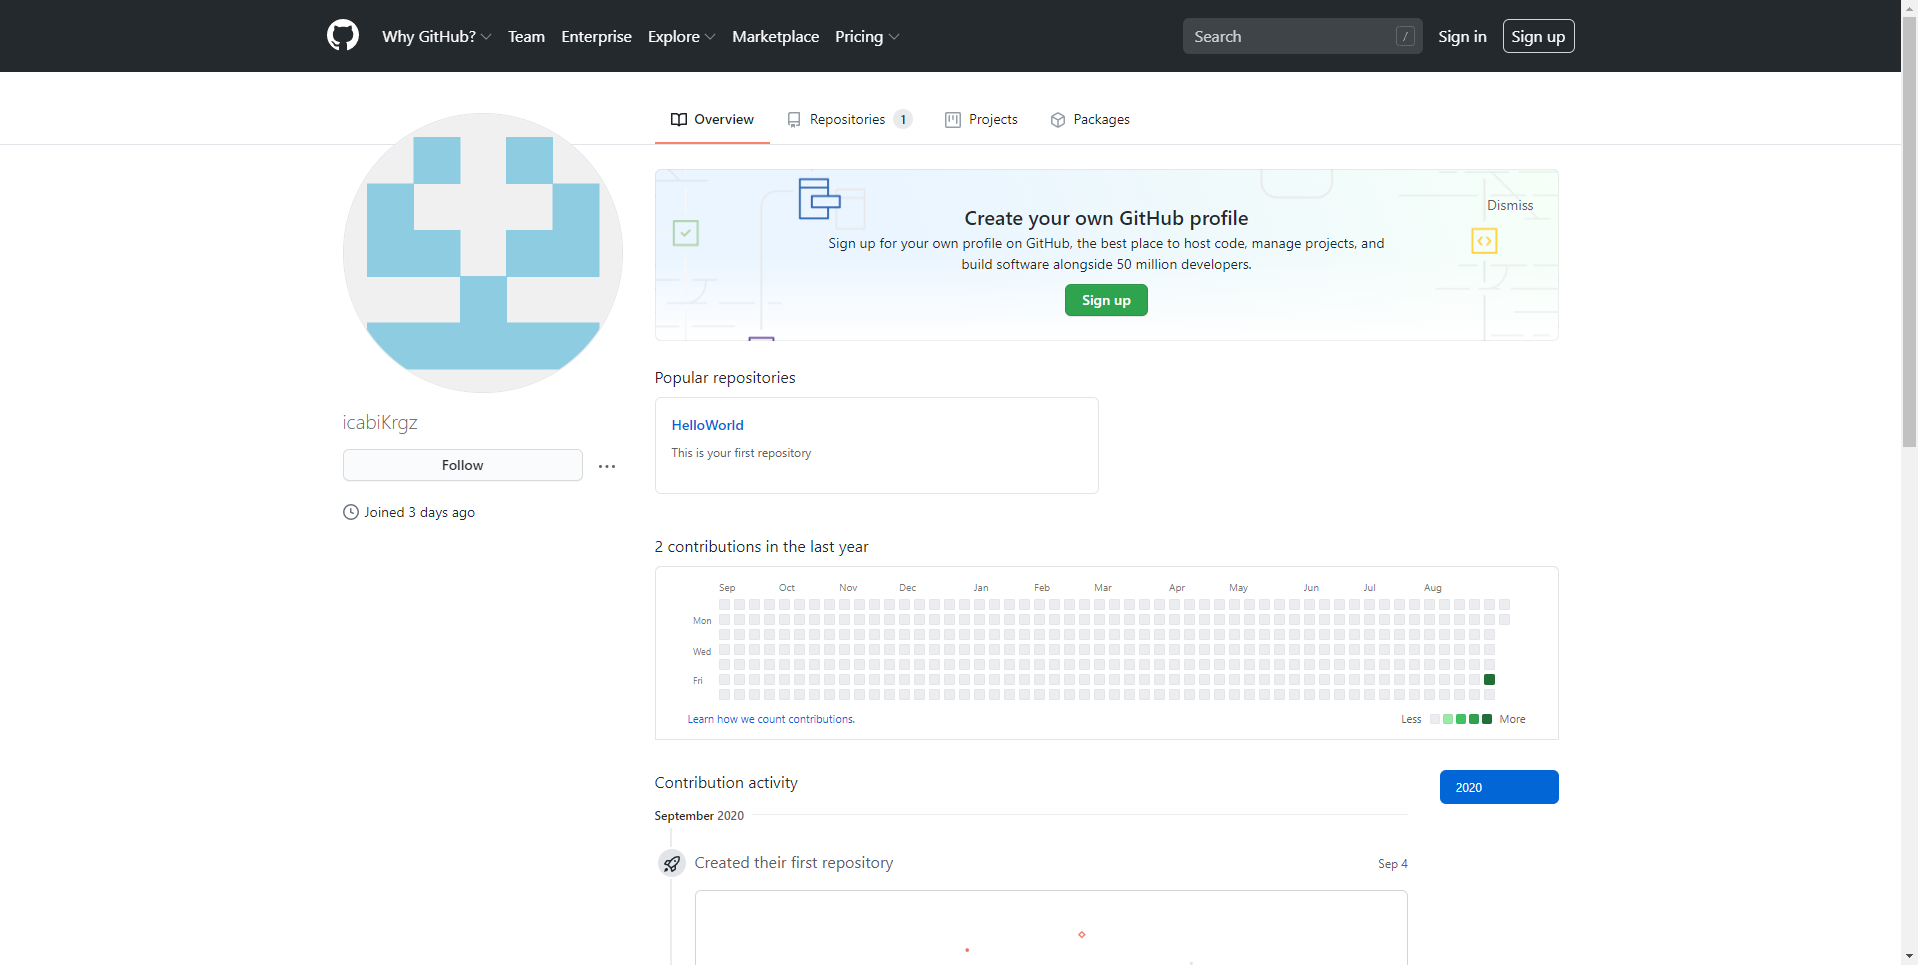 Why GitHub? Team Enterprise Explore Marketplace Pricing Search / Sign in Sign up
Overview Repositories 1 Projects Packages
Dismiss
Create your own GitHub profile
Sign up for your own profile on GitHub, the best place to host code, manage projects, and
build software alongside 50 million developers.
Sign up
icabiKrgz
Follow
Joined 3 days ago
Popular repositories
HelloWorld
This is your first repository
2 contributions in the last year
Sep Oct Nov Dec Jan Feb Mar Apr May Jun Jul Aug
Mon
Wed
Fri
Learn how we count contributions. Less More
Contribution activity
2020
September 2020
Created their first repository Sep 4